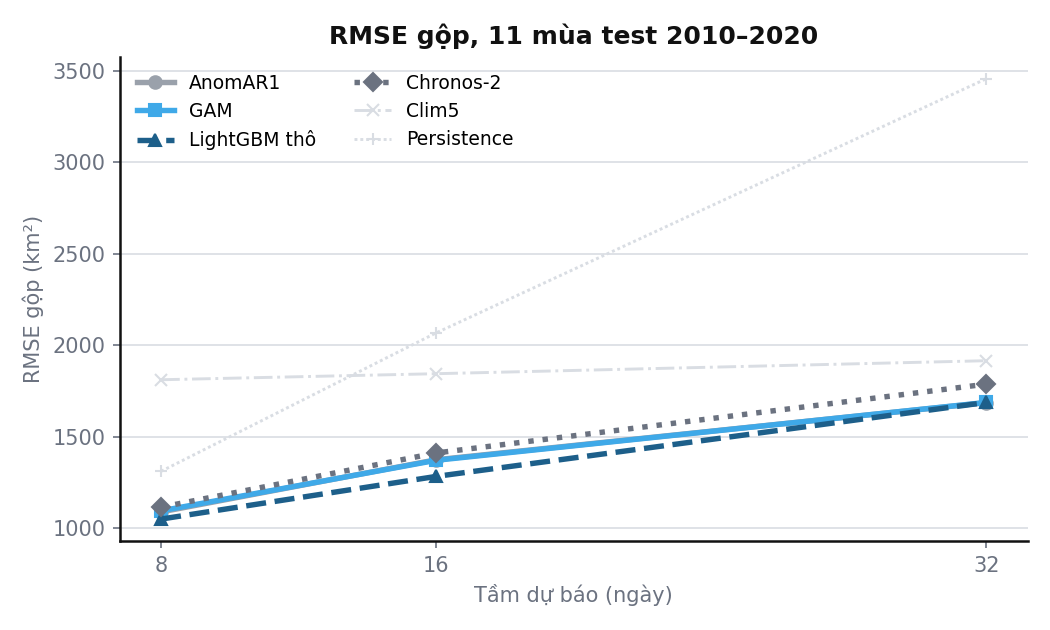 RMSE gộp, 11 mùa test 2010–2020
AnomAR1
GAM
LightGBM thô
Chronos-2
Clim5
Persistence
RMSE gộp (km²)
3500
3000
2500
2000
1500
1000
8
16
32
Tầm dự báo (ngày)